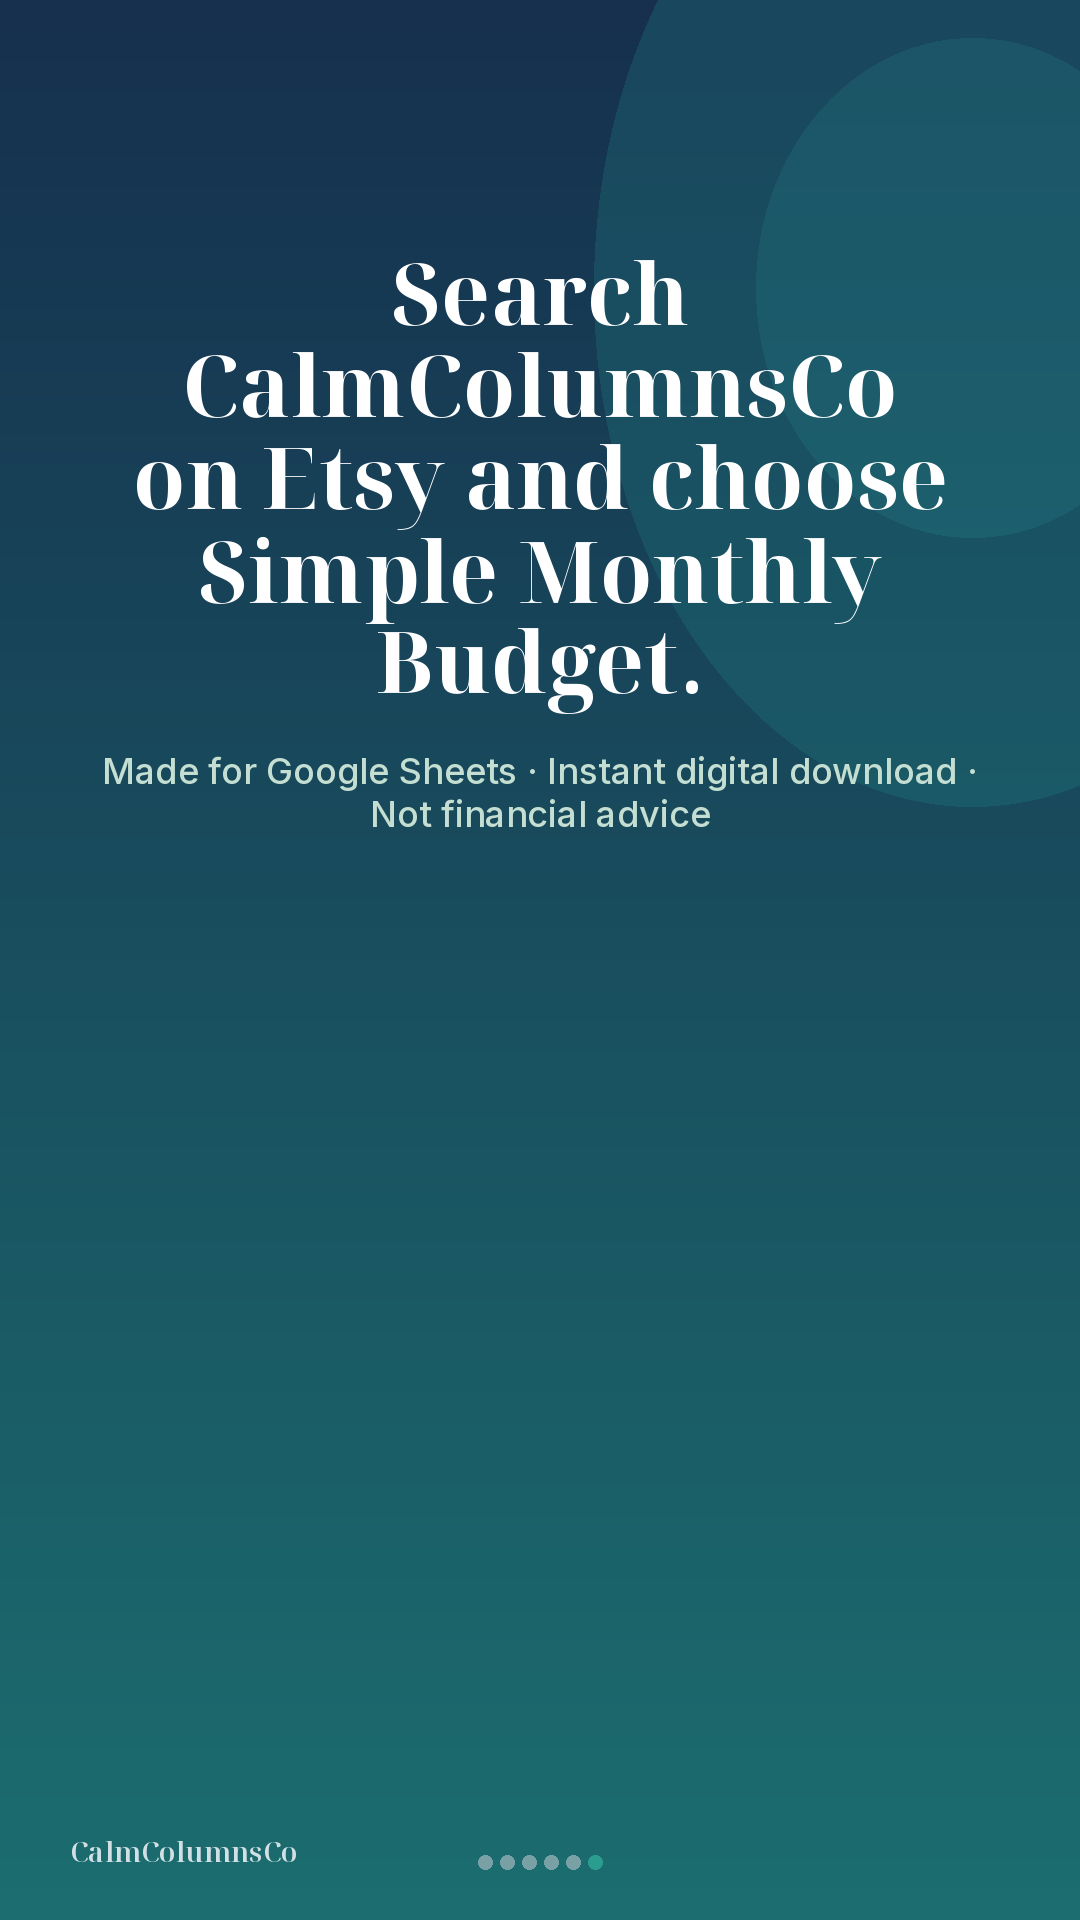 Search
CalmColumnsCo
on Etsy and choose
Simple Monthly
Budget.
Made for Google Sheets · Instant digital download ·
Not financial advice
CalmColumnsCo